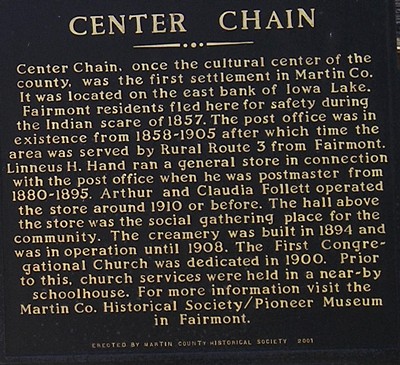 CENTER CHAIN
Center Chain, once the cultural center of the
county, was the first settlement in Martin Co.
It was located on the east bank of Iowa Lake.
Fairmont residents fled here for safety during
the Indian scare of 1857. The post office was in
existence from 1858-1905 after which time the
area was served by Rural Route 3 from Fairmont.
Linneus H. Hand ran a general store in connection
with the post office when he was postmaster from
1880-1895. Arthur and Claudia Follett operated
the store around 1910 or before. The hall above
the store was the social gathering place for the
community. The creamery was built in 1894 and
was in operation until 1908. The First Congre-
gational Church was dedicated in 1900. Prior
to this, church services were held in a near-by
schoolhouse. For more information visit the
Martin Co. Historical Society/Pioneer Museum
in Fairmont.
ERECTED BY MARTIN COUNTY HISTORICAL SOCIETY 2001